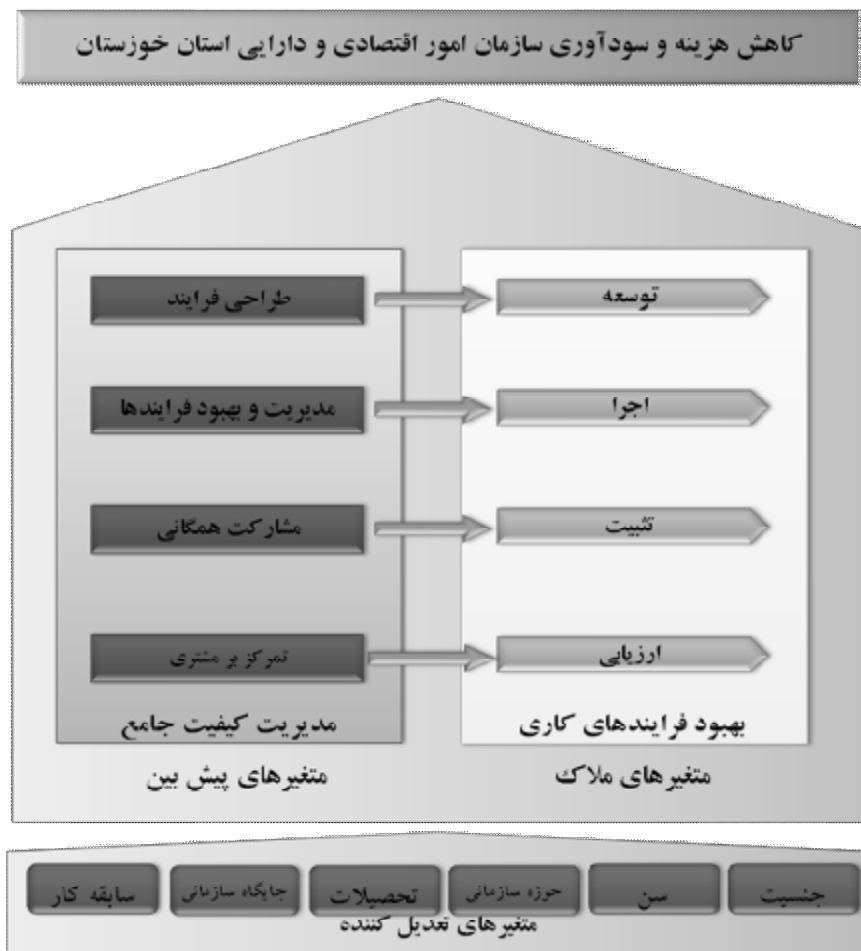 کاهش هزینه و سودآوری سازمان امور اقتصادی و دارایی استان خوزستان
توسعه
طراحی فرایند
اجرا
مدیریت و بهبود فرایندها
تثبیت
مشارکت همگانی
ارزیابی
تمرکز بر مشتری
بهبود فرایندهای کاری
مدیریت کیفیت جامع
متغیرهای ملاک
متغیرهای پیش بین
جنسیت
سن
حوزه سازمانی
تحصیلات
جایگاه سازمانی
سابقه کار
متغیرهای تعدیل کننده